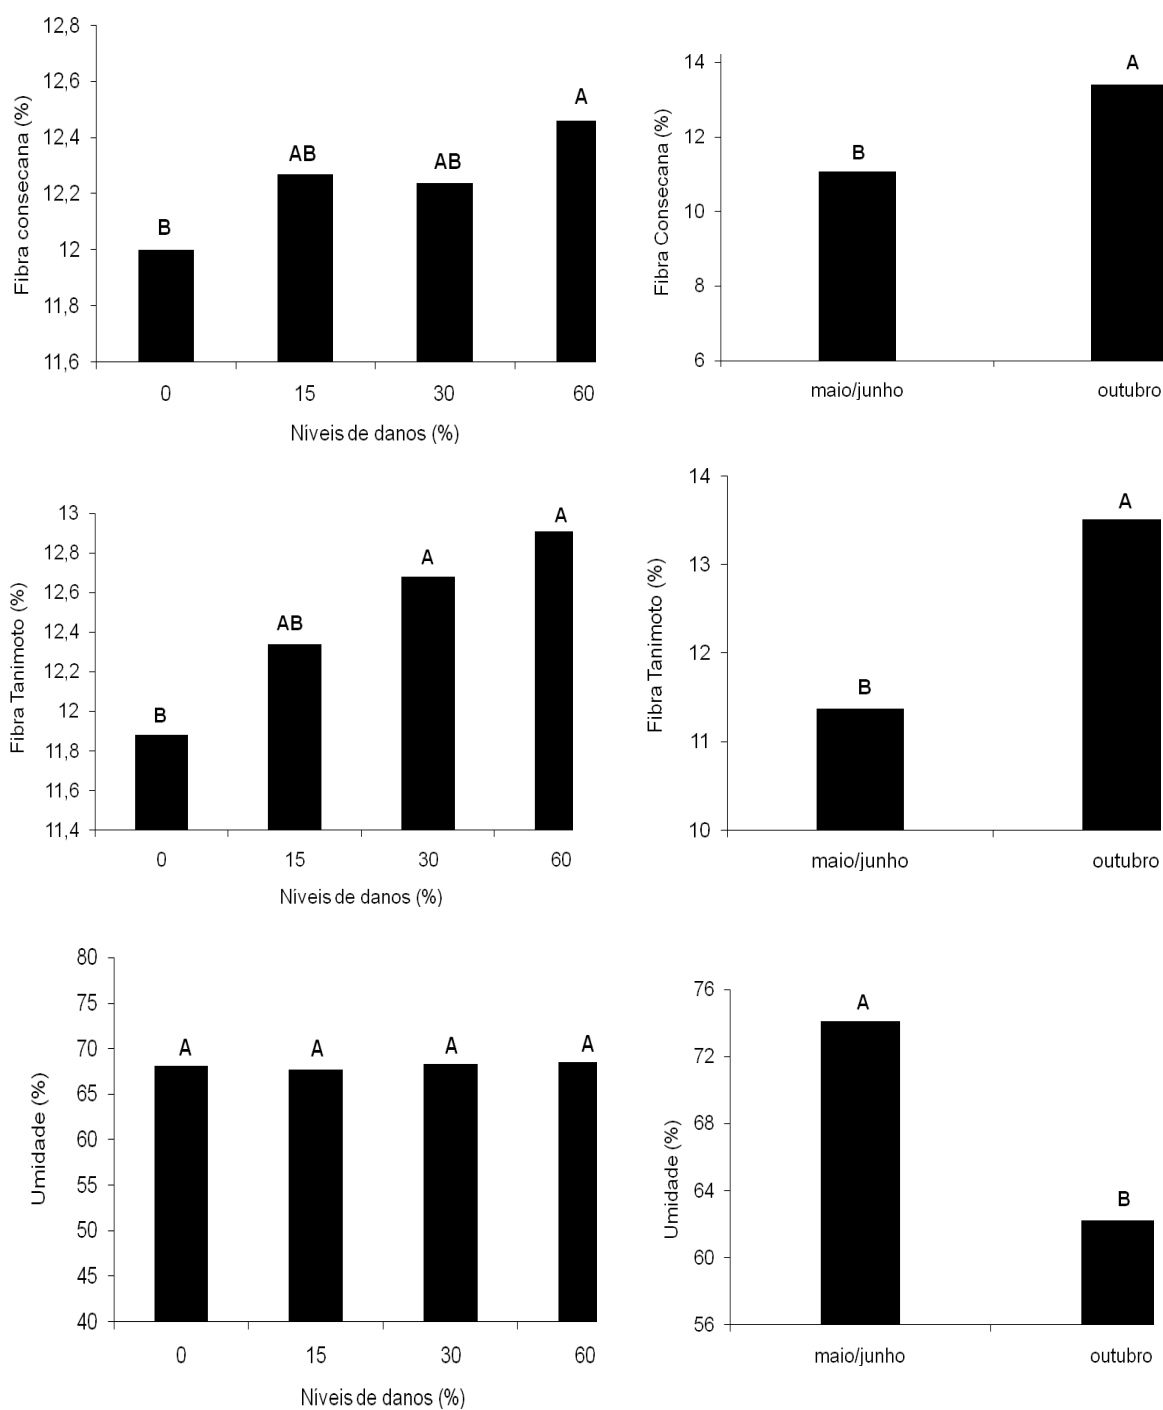 12,8
12,6
12,4
12,2
12
11,8
11,6
Fibra consecana (%)
B
AB
AB
A
0 15 30 60
Níveis de danos (%)
14
12
10
8
6
Fibra Consecana (%)
B
A
maio/junho outubro
13
12,8
12,6
12,4
12,2
12
11,8
11,6
11,4
Fibra Tanimoto (%)
B
AB
A
A
0 15 30 60
Níveis de danos (%)
14
13
12
11
10
Fibra Tanimoto (%)
B
A
maio/junho outubro
80
75
70
65
60
55
50
45
40
Umidade (%)
A
A
A
A
0 15 30 60
Níveis de danos (%)
76
72
68
64
60
56
Umidade (%)
A
B
maio/junho outubro